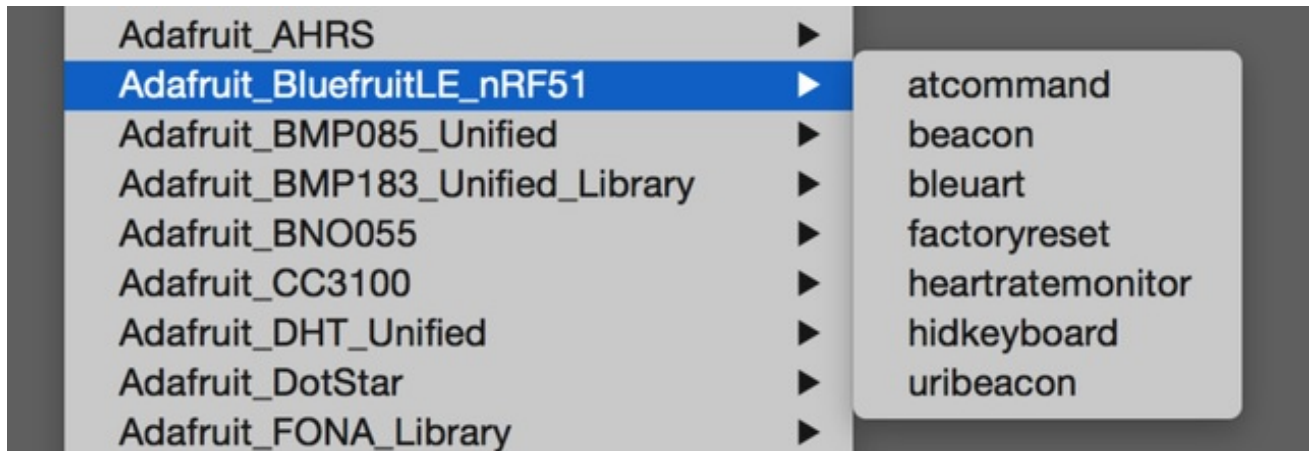 Adafruit_AHRS
Adafruit_BluefruitLE_nRF51
Adafruit_BMP085_Unified
Adafruit_BMP183_Unified_Library
Adafruit_BNO055
Adafruit_CC3100
Adafruit_DHT_Unified
Adafruit_DotStar
Adafruit_FONA_Library
atcommand
beacon
bleuart
factoryreset
heartratemonitor
hidkeyboard
uribeacon